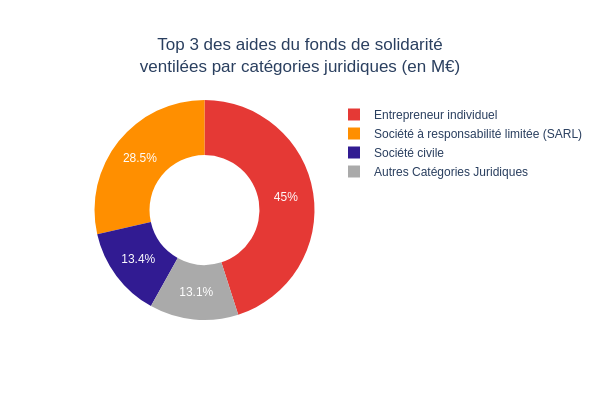 Top 3 des aides du fonds de solidarité
ventilées par catégories juridiques (en M€)
Entrepreneur individuel
Société à responsabilité limitée (SARL)
Société civile
Autres Catégories Juridiques
28.5%
45%
13.4%
13.1%